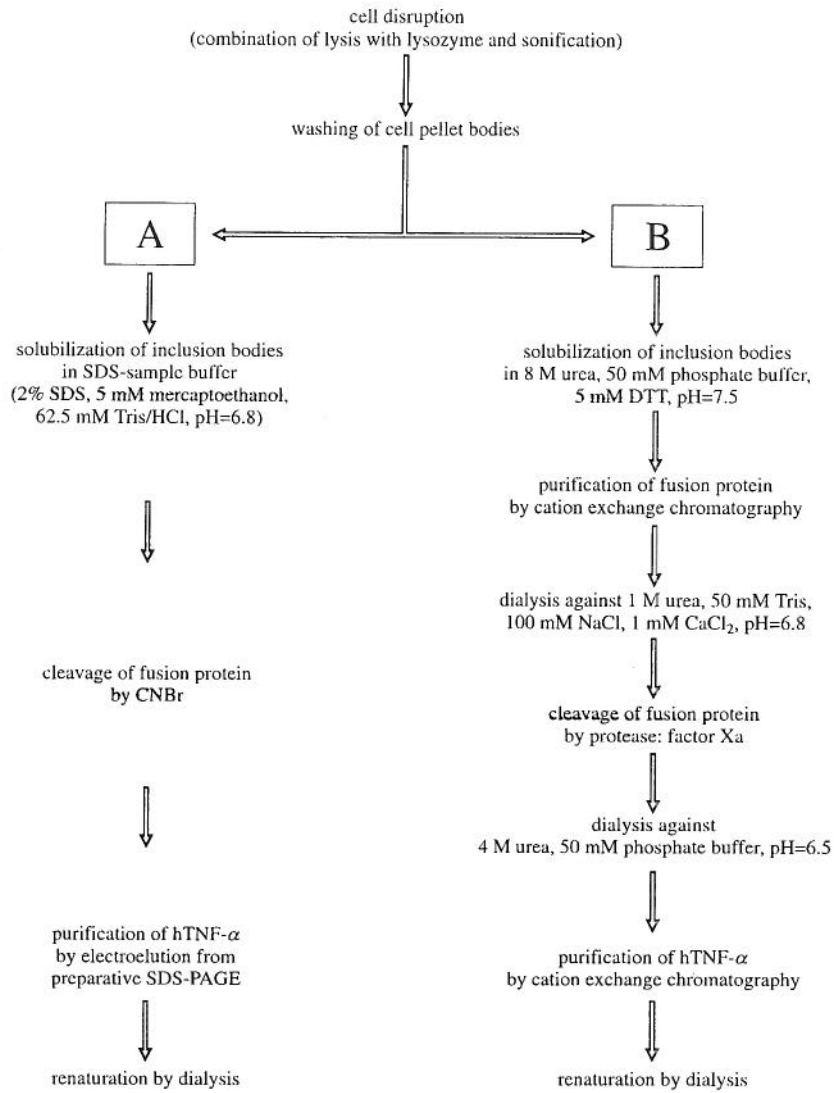 cell disruption
(combination of lysis with lysozyme and sonification)
washing of cell pellet bodies
A
solubilization of inclusion bodies
in SDS-sample buffer
(2% SDS, 5 mM mercaptoethanol,
62.5 mM Tris/HCl, pH=6.8)
cleavage of fusion protein
by CNBr
purification of hTNF-α
by electroelution from
preparative SDS-PAGE
renaturation by dialysis
B
solubilization of inclusion bodies
in 8 M urea, 50 mM phosphate buffer,
5 mM DTT, pH=7.5
purification of fusion protein
by cation exchange chromatography
dialysis against 1 M urea, 50 mM Tris,
100 mM NaCl, 1 mM CaCl₂, pH=6.8
cleavage of fusion protein
by protease: factor Xa
dialysis against
4 M urea, 50 mM phosphate buffer, pH=6.5
purification of hTNF-α
by cation exchange chromatography
renaturation by dialysis